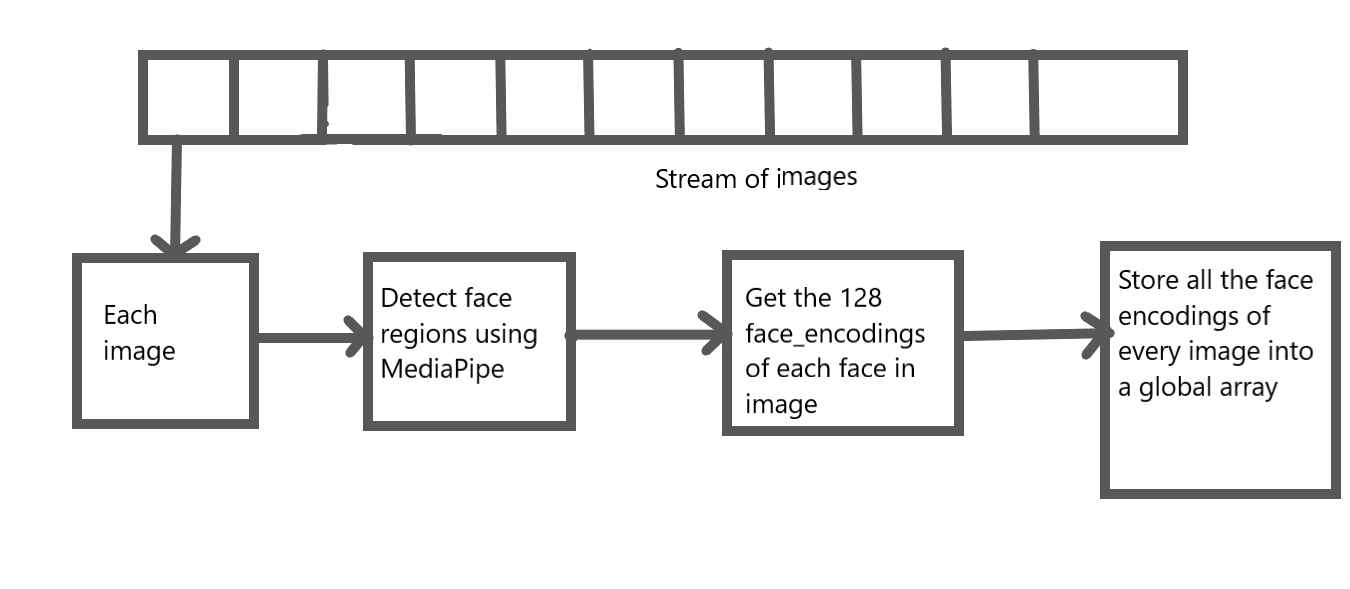 Stream of images
Each
image
Detect face
regions using
MediaPipe
Get the 128
face_encodings
of each face in
image
Store all the face
encodings of
every image into
a global array